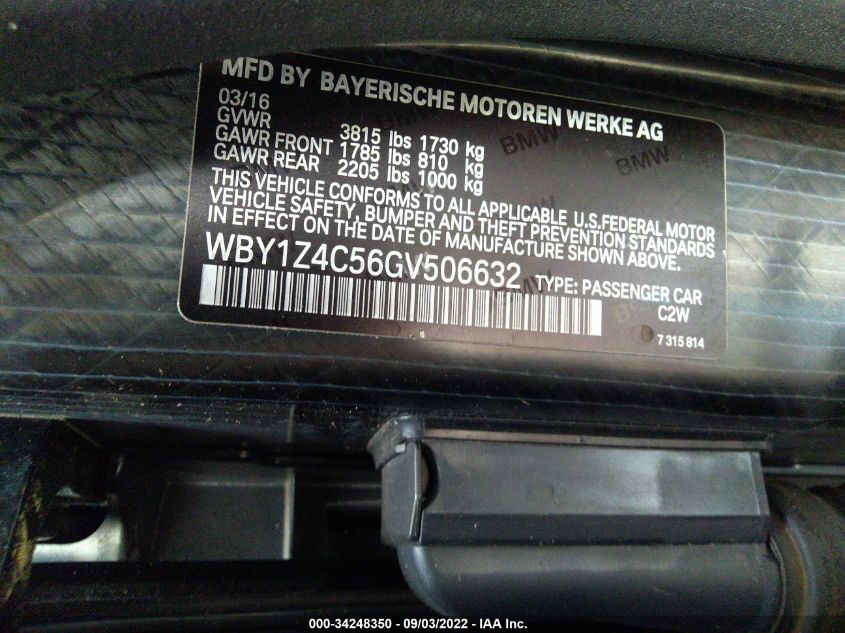 MFD BY BAYERISCHE MOTOREN WERKE AG
03/16
GVWR 3815 lbs 1730 kg
GAWR FRONT 1785 lbs 810 kg
GAWR REAR 2205 lbs 1000 kg
THIS VEHICLE CONFORMS TO ALL APPLICABLE U.S.FEDERAL MOTOR
VEHICLE SAFETY, BUMPER AND THEFT PREVENTION STANDARDS
IN EFFECT ON THE DATE OF MANUFACTURE SHOWN ABOVE.
WBY1Z4C56GV506632 TYPE: PASSENGER CAR
C2W
7 315 814
BMW
BMW
BMW
BMW
000-34248350 - 09/03/2022 - IAA Inc.